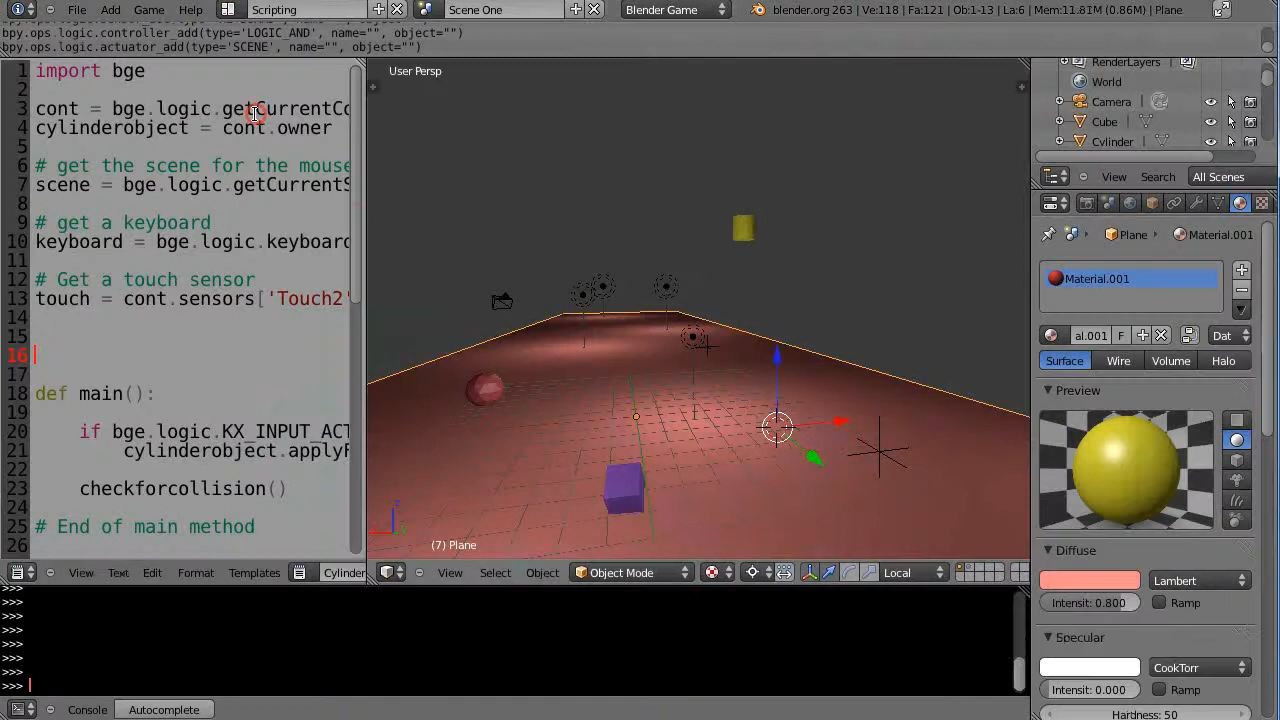 File Add Game Window Help Scripting Scene One Blender Game blender.org 263 | Ve:118 | Fa:121 | Ob:1-13 | La:6 | Mem:11.81M (0.86M) | Plane
bpy.ops.logic.controller_add(type='LOGIC_AND', name="", object="")
bpy.ops.logic.actuator_add(type='SCENE', name="", object="")
1 import bge
2
3 cont = bge.logic.getCurrentCo
4 cylinderobject = cont.owner
5
6 # get the scene for the mouse
7 scene = bge.logic.getCurrentS
8
9 # get a keyboard
10 keyboard = bge.logic.keyboard
11
12 # Get a touch sensor
13 touch = cont.sensors['Touch2'
14
15
16
17
18 def main():
19
20 if bge.logic.KX_INPUT_ACT
21 cylinderobject.applyF
22
23 checkforcollision()
24
25 # End of main method
26
View Text Edit Format Templates Cylinder
User Persp
(7) Plane
View Select Object Object Mode Local
>>>
>>>
>>>
>>>
>>>
>>>
>>>
>>>
Console Autocomplete
RenderLayers
World
Camera
Cube
Cylinder
View Search All Scenes
Plane Material.001
Material.001
al.001 F Dat
Surface Wire Volume Halo
Preview
Diffuse
Lambert
Intensit: 0.800 Ramp
Specular
CookTorr
Intensit: 0.000 Ramp
Hardness: 50